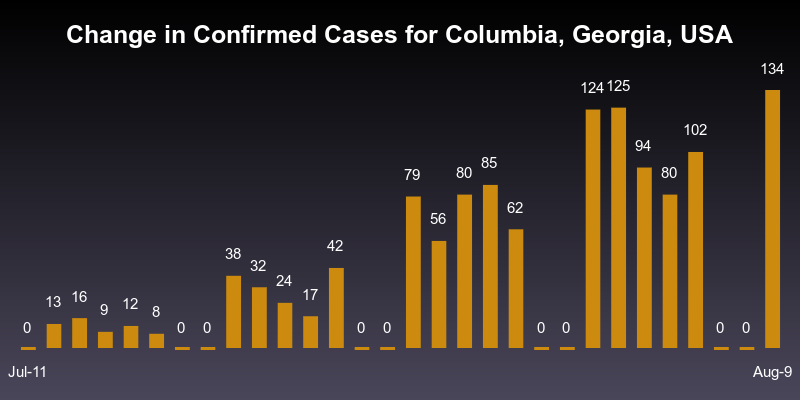 Change in Confirmed Cases for Columbia, Georgia, USA
0 13 16 9 12 8 0 0 38 32 24 17 42 0 0 79 56 80 85 62 0 0 124 125 94 80 102 0 0 134
Jul-11 Aug-9